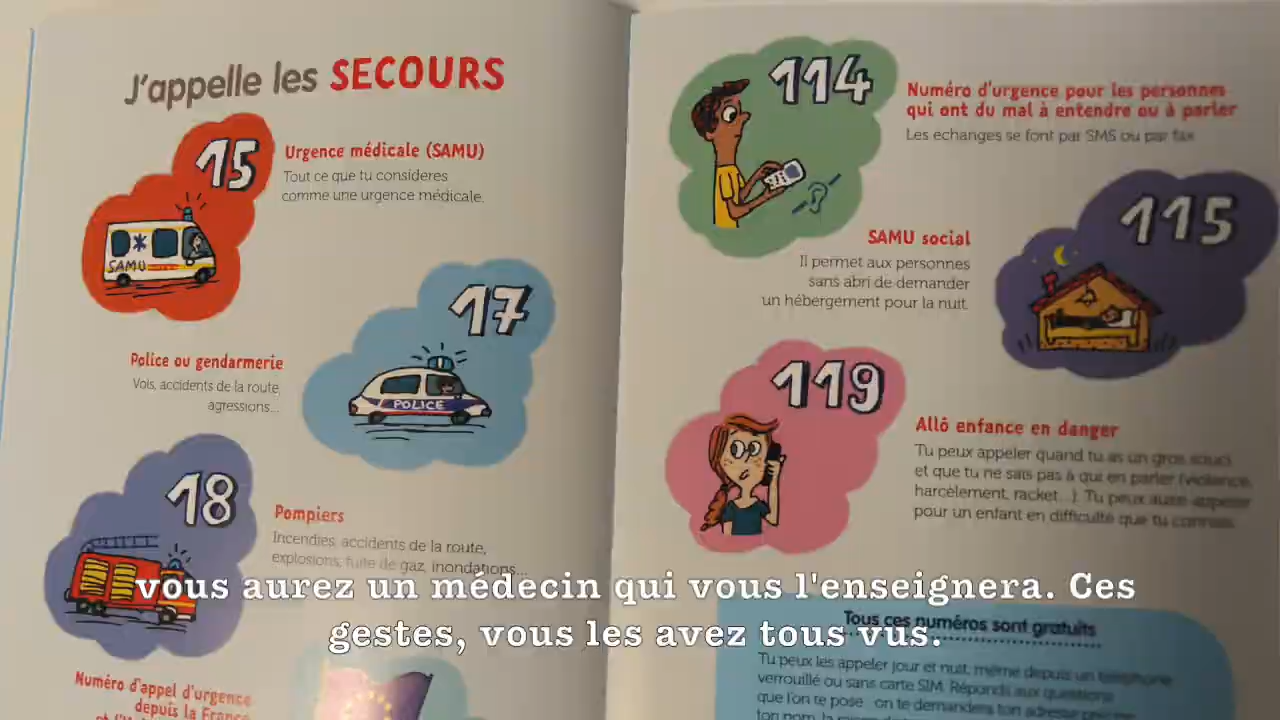 J'appelle les SECOURS
15
Urgence médicale (SAMU)
Tout ce que tu consideres
comme une urgence médicale.
SAMU
17
Police ou gendarmerie
Vols, accidents de la route,
agressions...
POLICE
18
Pompiers
Incendies, accidents de la route,
explosions, fuite de gaz, inondations...
Numéro d'appel d'urgence
depuis la France
114
Numéro d'urgence pour les personnes
qui ont du mal à entendre ou à parler
Les echanges se font par SMS ou par fax
115
SAMU social
Il permet aux personnes
sans abri de demander
un hébergement pour la nuit.
119
Allô enfance en danger
Tu peux appeler quand tu as un gros souci
et que tu ne sais pas à qui en parler (violence,
harcèlement, racket...). Tu peux aussi appeler
pour un enfant en difficulté que tu connais.
Tous ces numéros sont gratuits
Tu peux les appeler jour et nuit, même depuis un téléphone
verrouillé ou sans carte SIM. Réponds aux questions
que l'on te pose : on te demandera ton adresse
vous aurez un médecin qui vous l'enseignera. Ces
gestes, vous les avez tous vus.